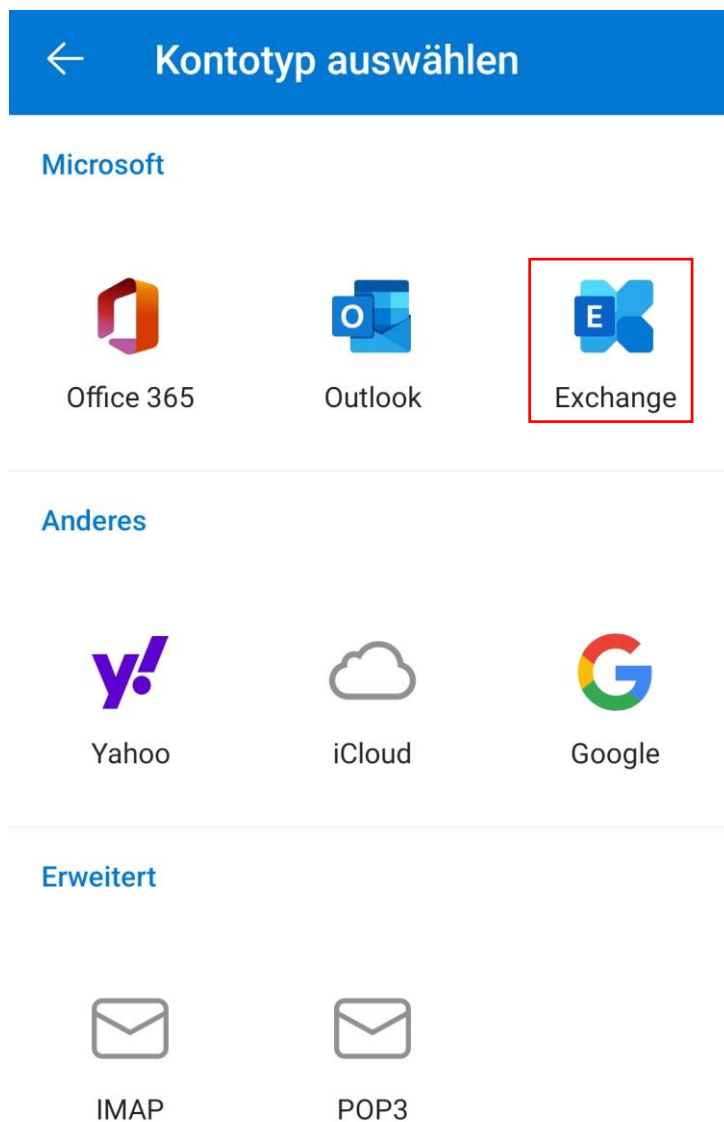 Kontotyp auswählen
Microsoft
O
E
Office 365
Outlook
Exchange
Anderes
y!
Yahoo
iCloud
Google
Erweitert
IMAP
POP3